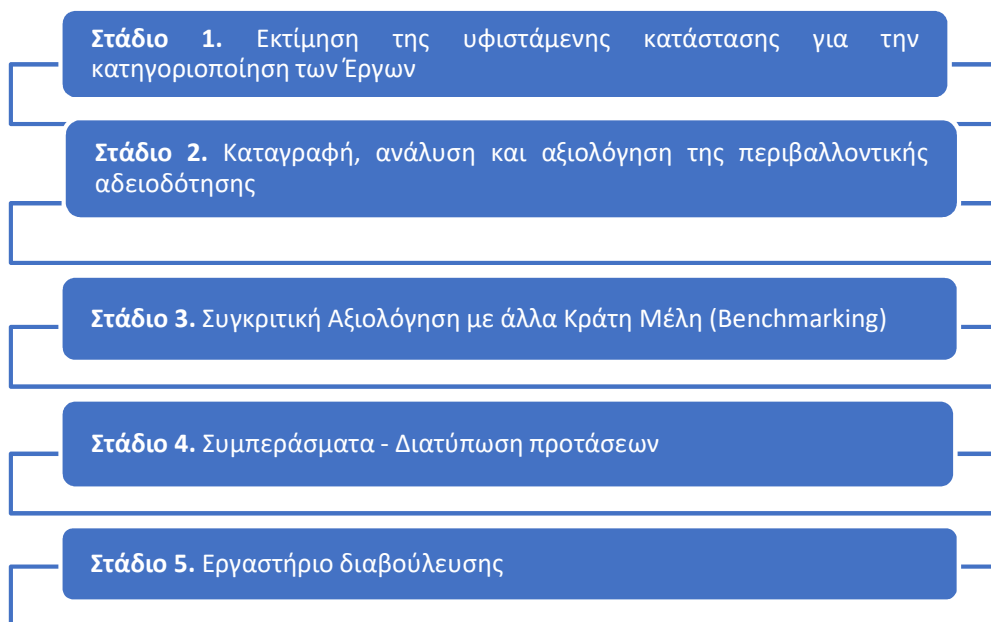 Στάδιο 1. Εκτίμηση της υφιστάμενης κατάστασης για την
κατηγοριοποίηση των Έργων
Στάδιο 2. Καταγραφή, ανάλυση και αξιολόγηση της περιβαλλοντικής
αδειοδότησης
Στάδιο 3. Συγκριτική Αξιολόγηση με άλλα Κράτη Μέλη (Benchmarking)
Στάδιο 4. Συμπεράσματα - Διατύπωση προτάσεων
Στάδιο 5. Εργαστήριο διαβούλευσης